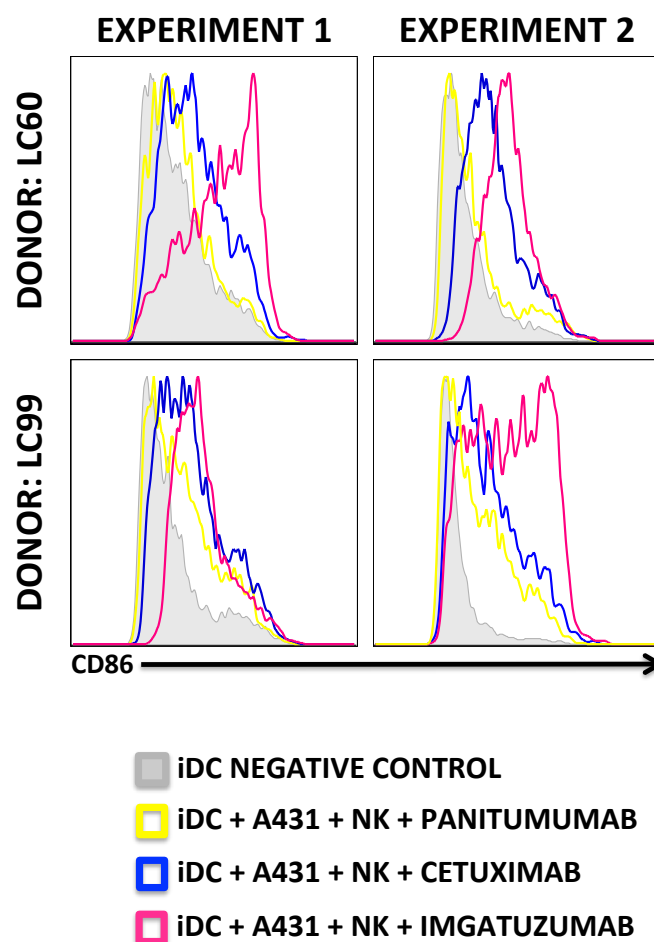 EXPERIMENT 1
EXPERIMENT 2
DONOR: LC60
DONOR: LC99
CD86
iDC NEGATIVE CONTROL
iDC + A431 + NK + PANITUMUMAB
iDC + A431 + NK + CETUXIMAB
iDC + A431 + NK + IMGATUZUMAB